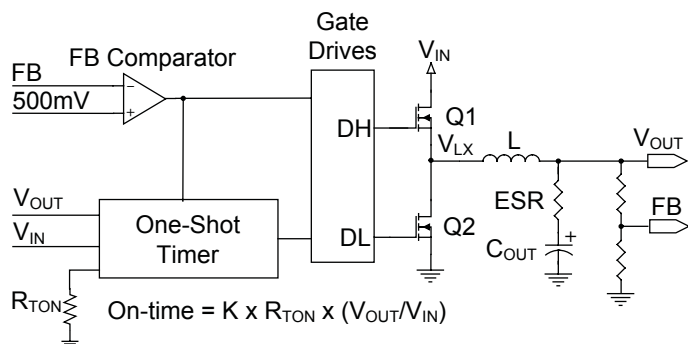 Gate
Drives
FB Comparator
V_IN
FB
−
500mV
+
DH
Q1
V_LX
L
V_OUT
ESR
FB
V_OUT
V_IN
One-Shot
Timer
DL
Q2
C_OUT
+
R_TON
On-time = K x R_TON x (V_OUT/V_IN)